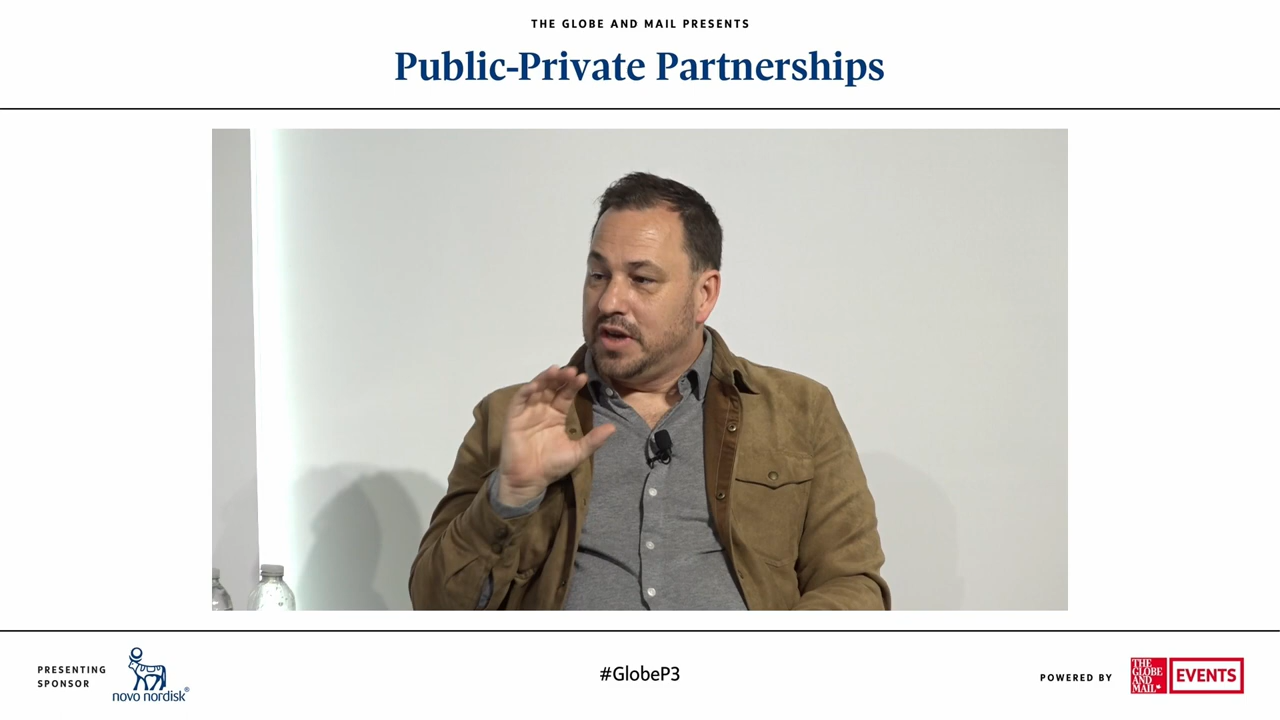 THE GLOBE AND MAIL PRESENTS
Public-Private Partnerships
PRESENTING
SPONSOR
novo nordisk®
#GlobeP3
POWERED BY
THE
GLOBE
AND
MAIL
EVENTS